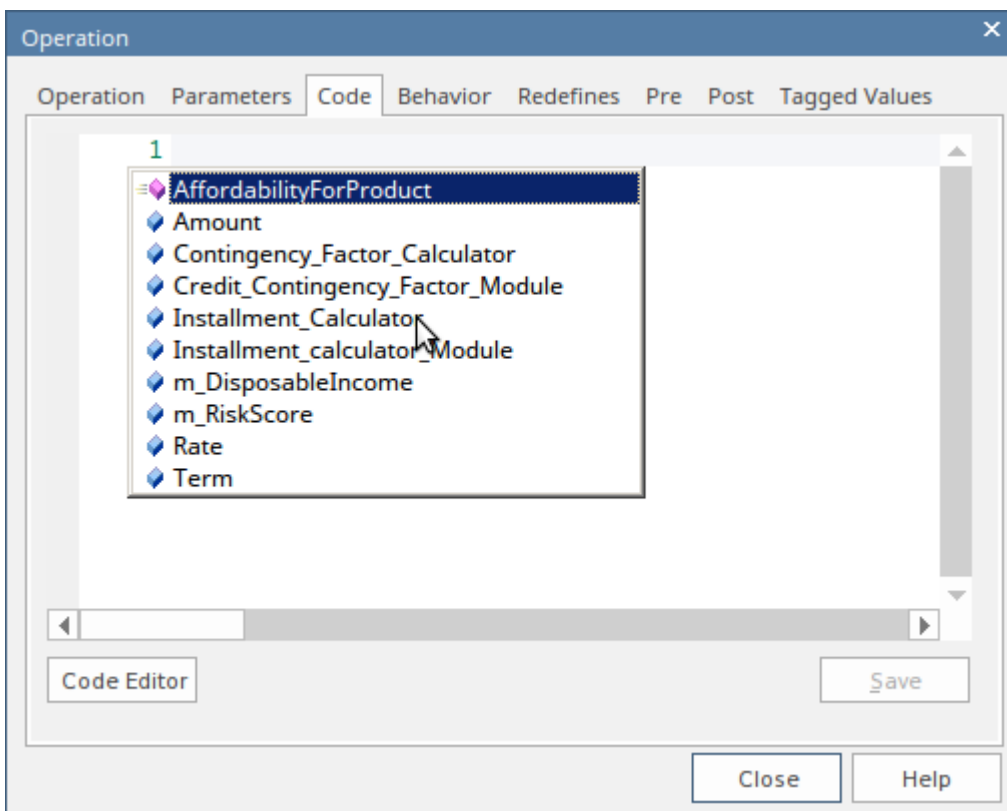 Operation
Operation Parameters Code Behavior Redefines Pre Post Tagged Values
1
AffordabilityForProduct
Amount
Contingency_Factor_Calculator
Credit_Contingency_Factor_Module
Installment_Calculator
Installment_calculator_Module
m_DisposableIncome
m_RiskScore
Rate
Term
Code Editor Save
Close Help